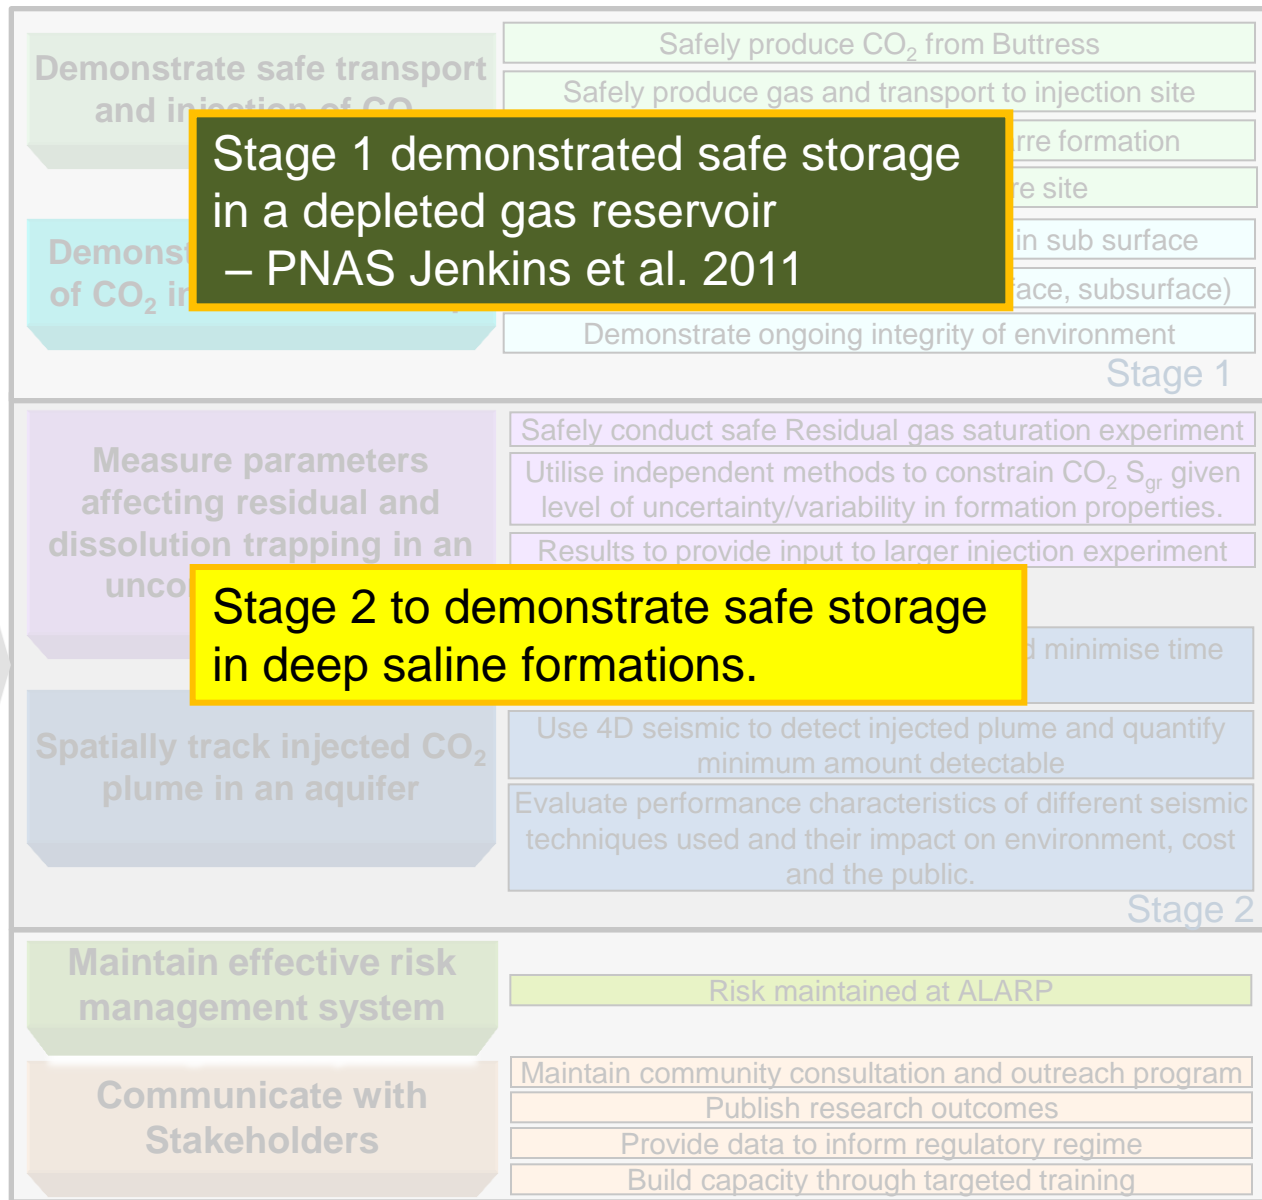 Demonstrate safe transport
and injection of CO
Safely produce CO₂ from Buttress
Safely produce gas and transport to injection site
formation
site
Stage 1 demonstrated safe storage
in a depleted gas reservoir
– PNAS Jenkins et al. 2011
of CO₂
in sub surface
subsurface)
Demonstrate ongoing integrity of environment
Stage 1
Measure parameters
affecting residual and
dissolution trapping in an
Safely conduct safe Residual gas saturation experiment
Utilise independent methods to constrain CO₂ Sgr given
level of uncertainty/variability in formation properties.
Results to provide input to larger injection experiment
Stage 2 to demonstrate safe storage
in deep saline formations.
minimise time
Spatially track injected CO₂
plume in an aquifer
Use 4D seismic to detect injected plume and quantify
minimum amount detectable
Evaluate performance characteristics of different seismic
techniques used and their impact on environment, cost
and the public.
Stage 2
Maintain effective risk
management system
Risk maintained at ALARP
Communicate with
Stakeholders
Maintain community consultation and outreach program
Publish research outcomes
Provide data to inform regulatory regime
Build capacity through targeted training